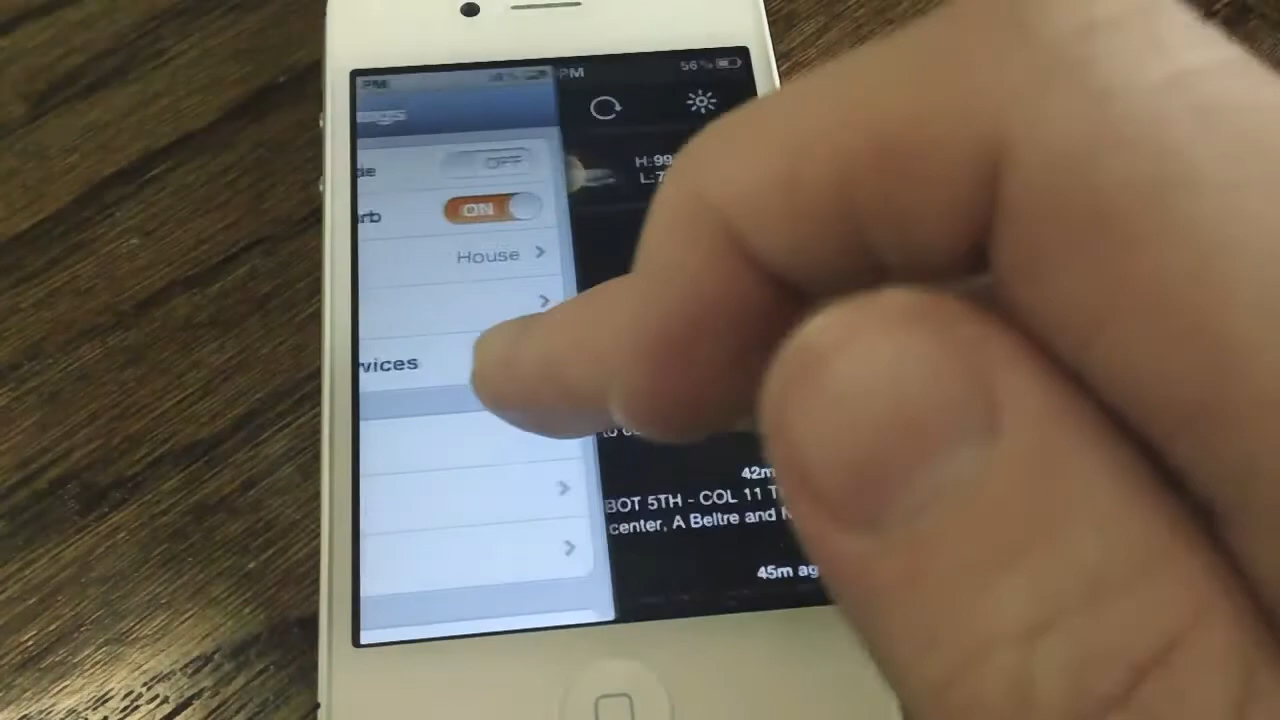 PM
PM 56%
H:99
L:7
de OFF
rb ON
House
vices
42m
BOT 5TH - COL 11 T
center, A Beltre and
45m ag